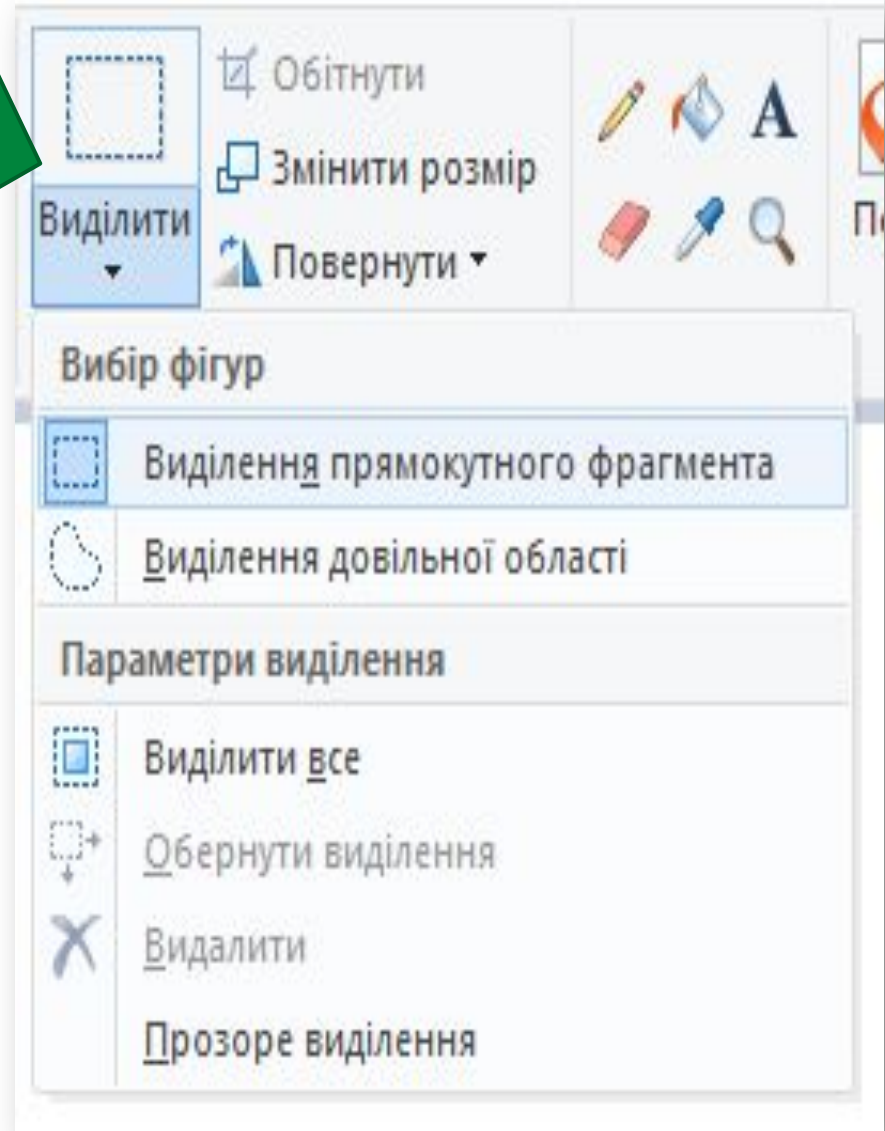 Обітнути
Змінити розмір
Виділити
Повернути
A
Вибір фігур
Виділення прямокутного фрагмента
Виділення довільної області
Параметри виділення
Виділити все
Обернути виділення
Видалити
Прозоре виділення